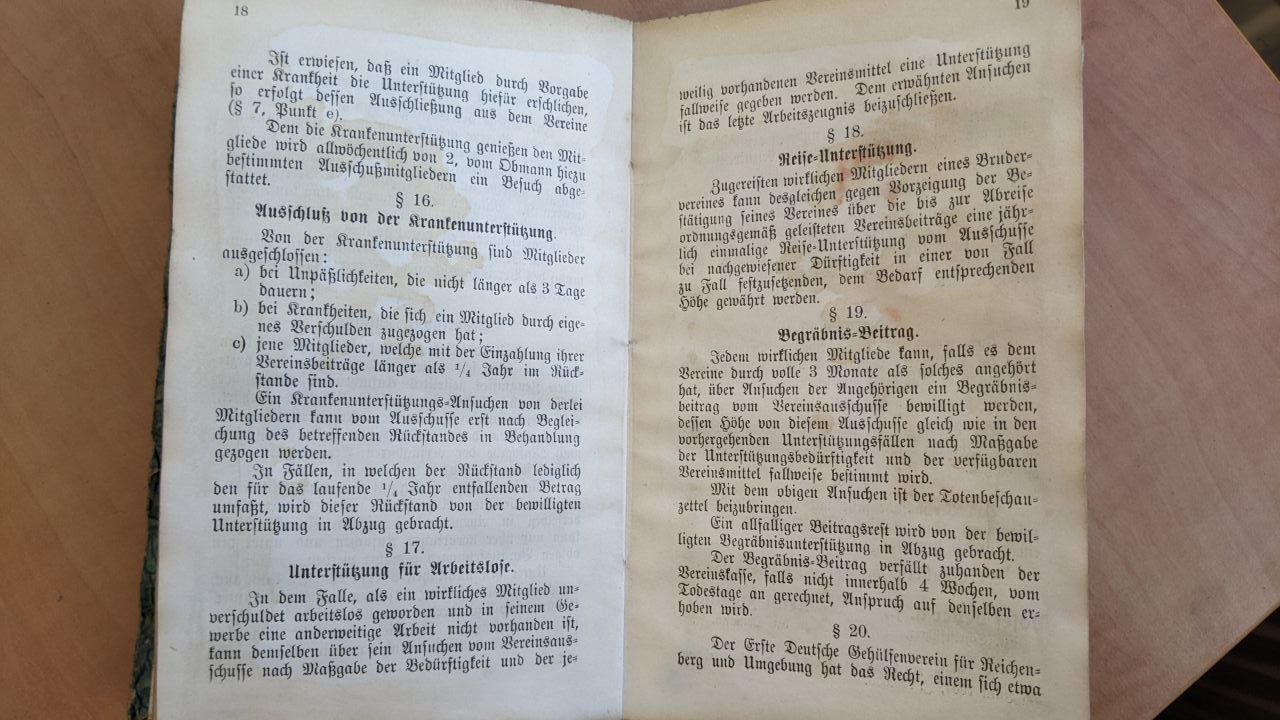 18
Ist erwiesen, daß ein Mitglied durch Vorgabe
einer Krankheit die Unterstützung hiefür erschlichen,
so erfolgt dessen Ausschließung aus dem Vereine
(§ 7, Punkt e).
Dem die Krankenunterstützung genießen den Mit-
gliede wird allwöchentlich von 2, vom Obmann hiezu
bestimmten Ausschußmitgliedern ein Besuch abge-
stattet.
§ 16.
Ausschluß von der Krankenunterstützung.
Von der Krankenunterstützung sind Mitglieder
ausgeschlossen:
a) bei Unpäßlichkeiten, die nicht länger als 3 Tage
dauern;
b) bei Krankheiten, die sich ein Mitglied durch eige-
nes Verschulden zugezogen hat;
c) jene Mitglieder, welche mit der Einzahlung ihrer
Vereinsbeiträge länger als 1/4 Jahr im Rück-
stande sind.
Ein Krankenunterstützungs-Ansuchen von derlei
Mitgliedern kann vom Ausschusse erst nach Beglei-
chung des betreffenden Rückstandes in Behandlung
gezogen werden.
In Fällen, in welchen der Rückstand lediglich
den für das laufende 1/4 Jahr entfallenden Betrag
umfaßt, wird dieser Rückstand von der bewilligten
Unterstützung in Abzug gebracht.
§ 17.
Unterstützung für Arbeitslose.
In dem Falle, als ein wirkliches Mitglied un-
verschuldet arbeitslos geworden und in seinem Ge-
werbe eine anderweitige Arbeit nicht vorhanden ist,
kann demselben über sein Ansuchen vom Vereinsaus-
schusse nach Maßgabe der Bedürftigkeit und der je-
19
weilig vorhandenen Vereinsmittel eine Unterstützung
fallweise gegeben werden. Dem erwähnten Ansuchen
ist das letzte Arbeitszeugnis beizuschließen.
§ 18.
Reise-Unterstützung.
Zugereisten wirklichen Mitgliedern eines Bruder-
vereines kann desgleichen gegen Vorzeigung der Be-
stätigung seines Vereines über die bis zur Abreise
ordnungsgemäß geleisteten Vereinsbeiträge eine jähr-
lich einmalige Reise-Unterstützung vom Ausschusse
bei nachgewiesener Dürftigkeit in einer von Fall
zu Fall festzusetzenden, dem Bedarf entsprechenden
Höhe gewährt werden.
§ 19.
Begräbnis-Beitrag.
Jedem wirklichen Mitgliede kann, falls es dem
Vereine durch volle 3 Monate als solches angehört
hat, über Ansuchen der Angehörigen ein Begräbnis-
beitrag vom Vereinsausschusse bewilligt werden,
dessen Höhe von diesem Ausschusse gleich wie in den
vorhergehenden Unterstützungsfällen nach Maßgabe
der Unterstützungsbedürftigkeit und der verfügbaren
Vereinsmittel fallweise bestimmt wird.
Mit dem obigen Ansuchen ist der Totenbeschau-
zettel beizubringen.
Ein allfalliger Beitragsrest wird von der bewil-
ligten Begräbnisunterstützung in Abzug gebracht.
Der Begräbnis-Beitrag verfällt zuhanden der
Vereinskasse, falls nicht innerhalb 4 Wochen, vom
Todestage an gerechnet, Anspruch auf denselben er-
hoben wird.
§ 20.
Der Erste Deutsche Gehülfenverein für Reichen-
berg und Umgebung hat das Recht, einem sich etwa